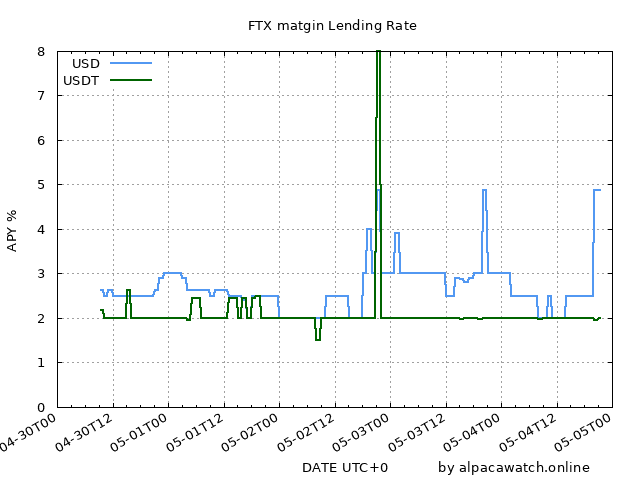 FTX matgin Lending Rate
USD
USDT
8
7
6
5
4
3
2
1
0
APY %
04-30T00
04-30T12
05-01T00
05-01T12
05-02T00
05-02T12
05-03T00
05-03T12
05-04T00
05-04T12
05-05T00
DATE UTC+0
by alpacawatch.online